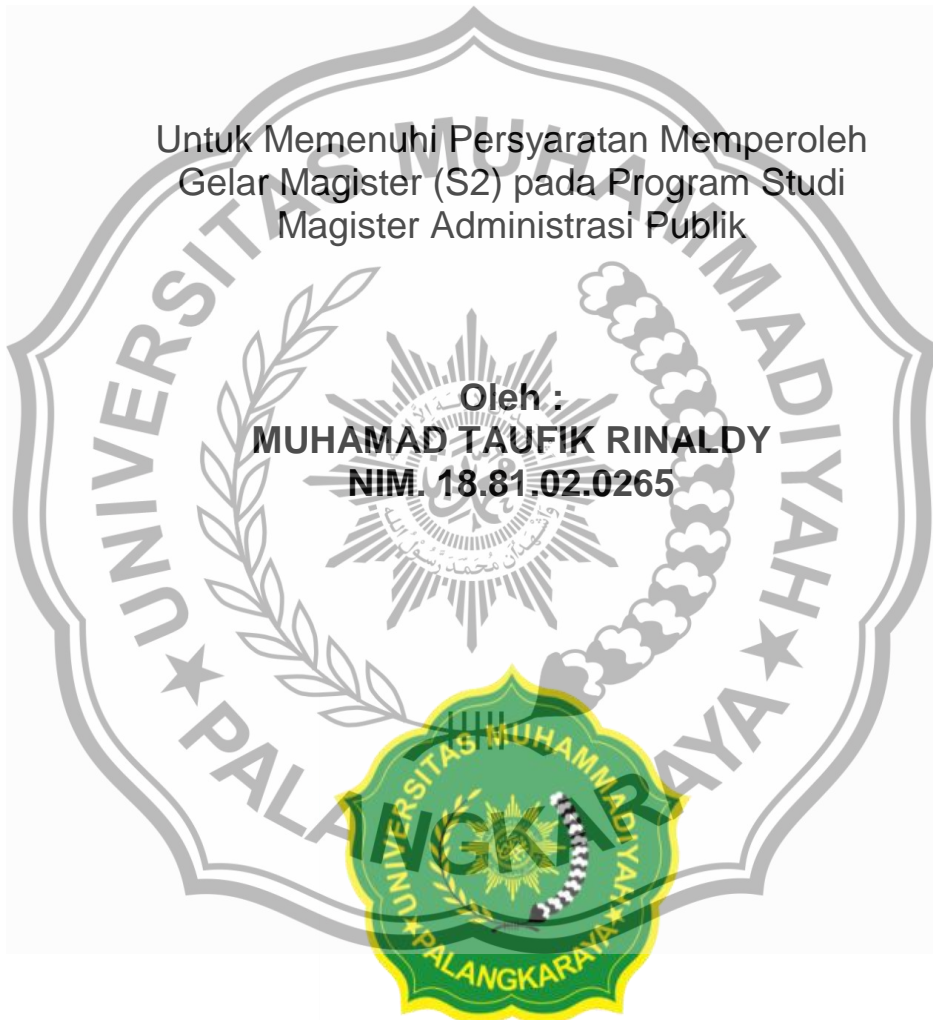 Untuk Memenuhi Persyaratan Memperoleh
Gelar Magister (S2) pada Program Studi
Magister Administrasi Publik
Oleh :
MUHAMAD TAUFIK RINALDY
NIM. 18.81.02.0265
UNIVERSITAS MUHAMMADIYAH
PALANGKARAYA
UNIVERSITAS MUHAMMADIYAH
PALANGKARAYA